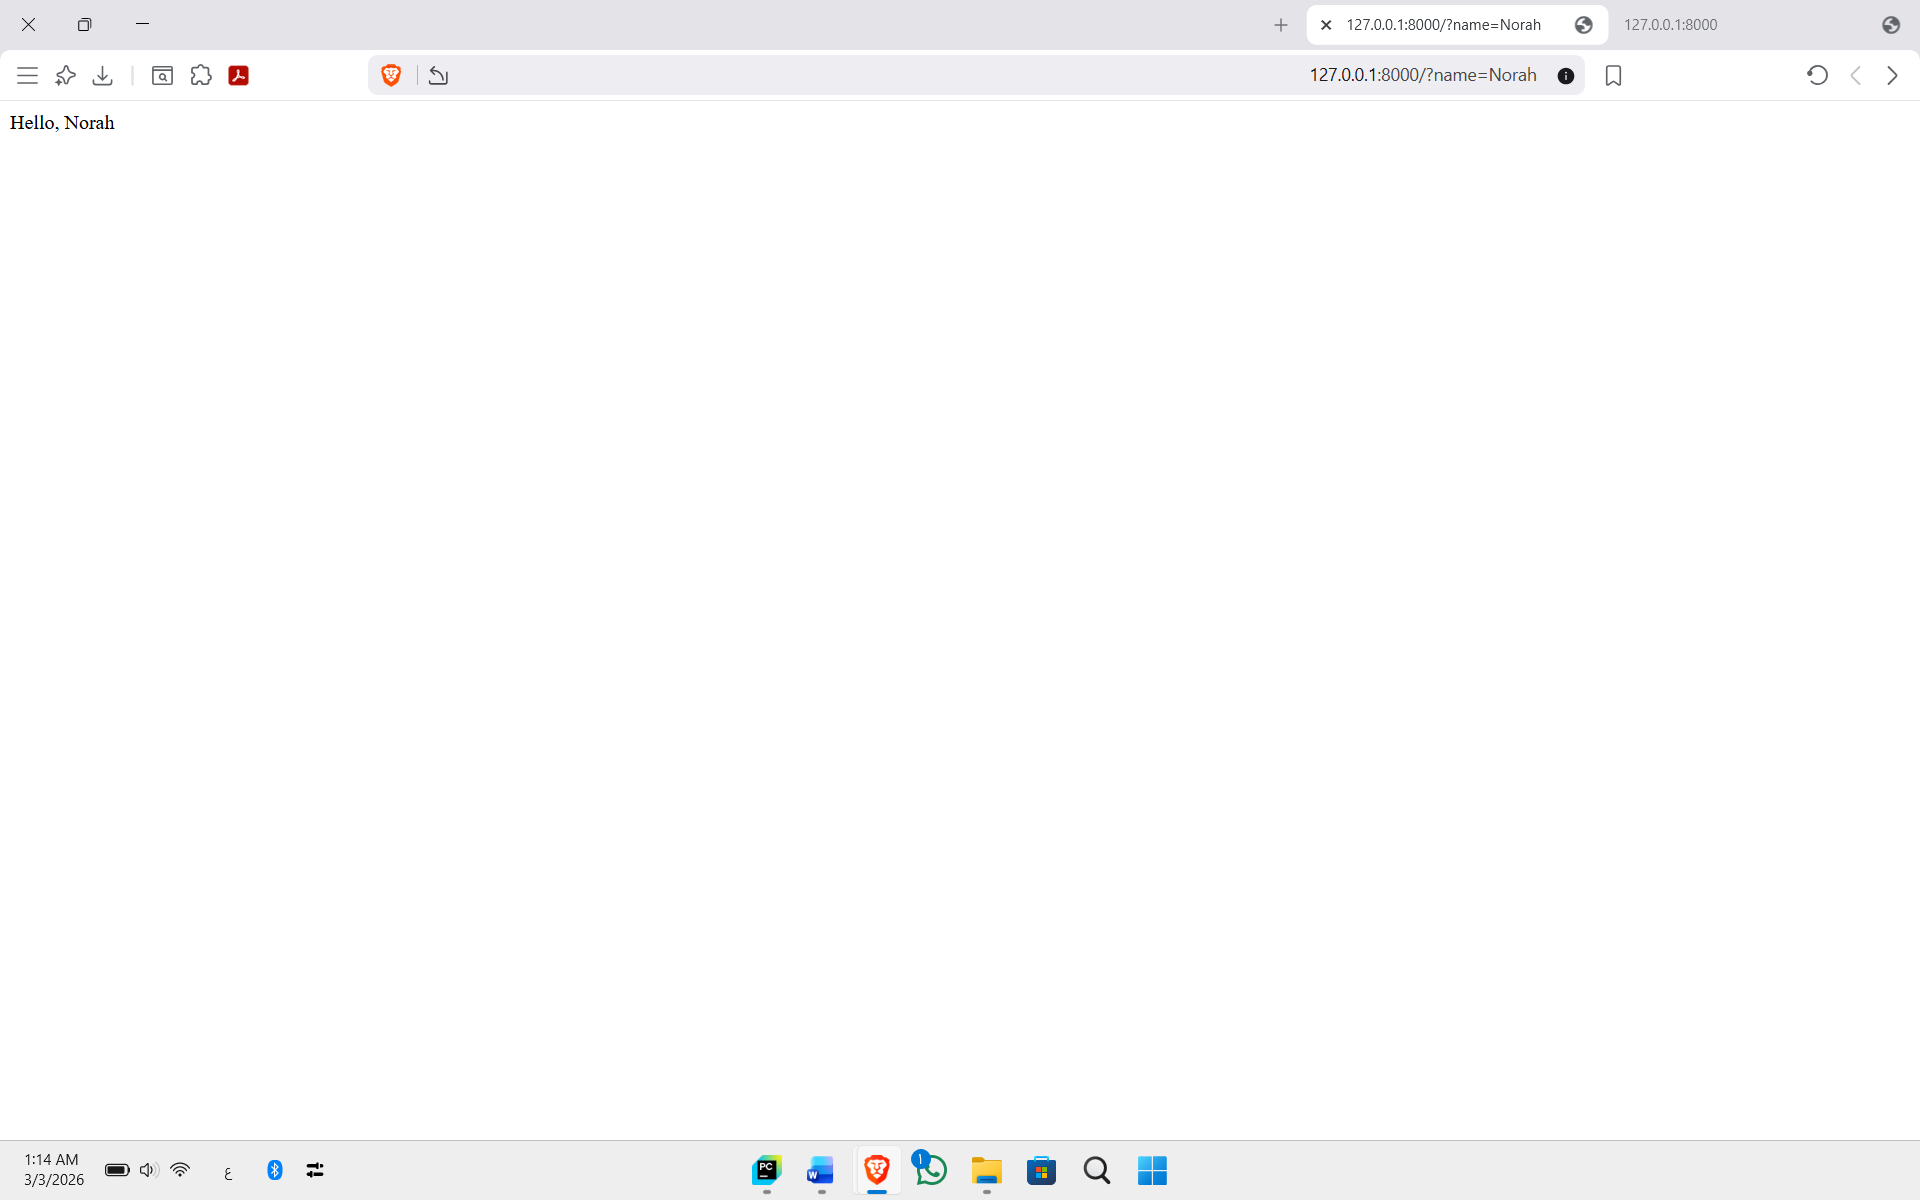 127.0.0.1:8000/?name=Norah
127.0.0.1:8000
127.0.0.1:8000/?name=Norah
Hello, Norah
1:14 AM
3/3/2026
ع
PC
W
١